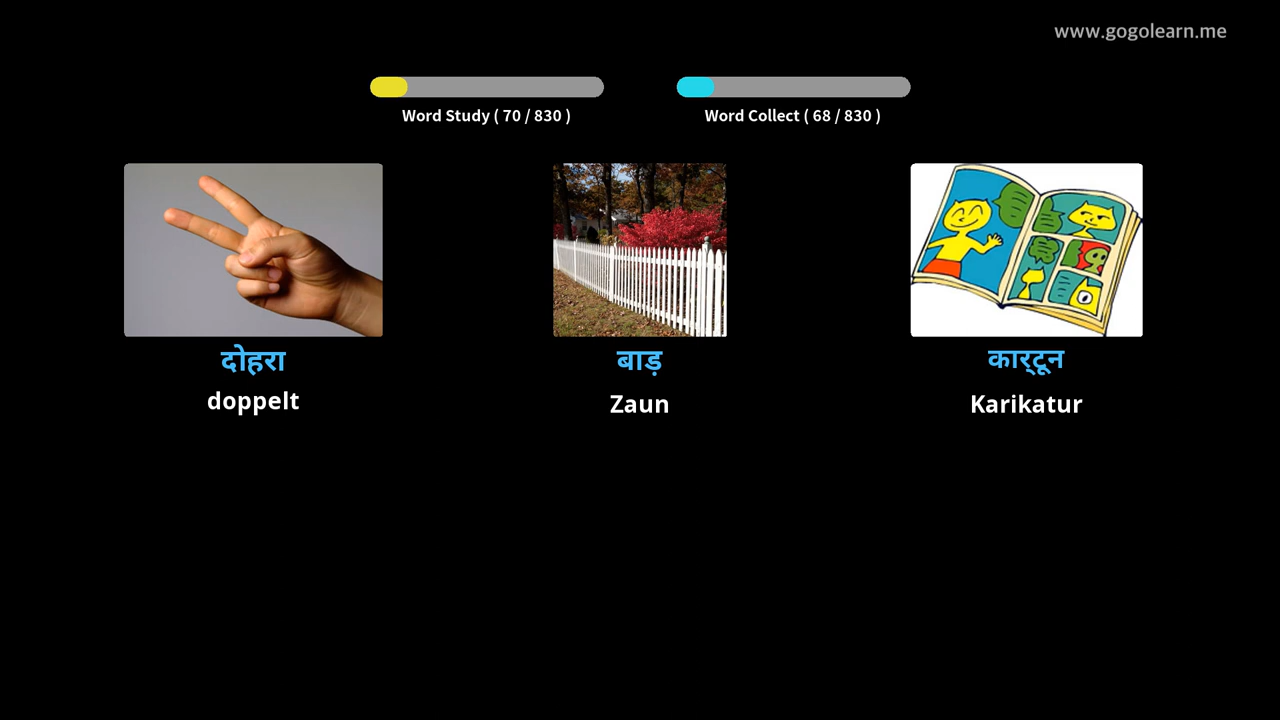 www.gogolearn.me
Word Study ( 70 / 830 )
Word Collect ( 68 / 830 )
दोहरा
बाड़
कार्टून
doppelt
Zaun
Karikatur